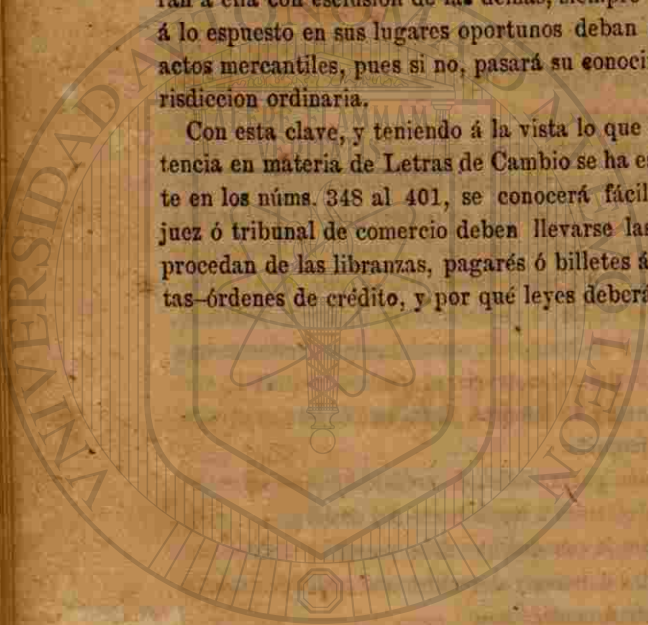 ran á ella con esclusion de las demas, siempre
á lo espuesto en sus lugares oportunos deban
actos mercantiles, pues si no, pasará su conoci
risdiccion ordinaria.
Con esta clave, y teniendo á la vista lo que
tencia en materia de Letras de Cambio se ha e
te en los núms. 348 al 401, se conocerá fácil
juez ó tribunal de comercio deben llevarse las
procedan de las libranzas, pagarés ó billetes á
tas-órdenes de crédito, y por qué leyes deberá